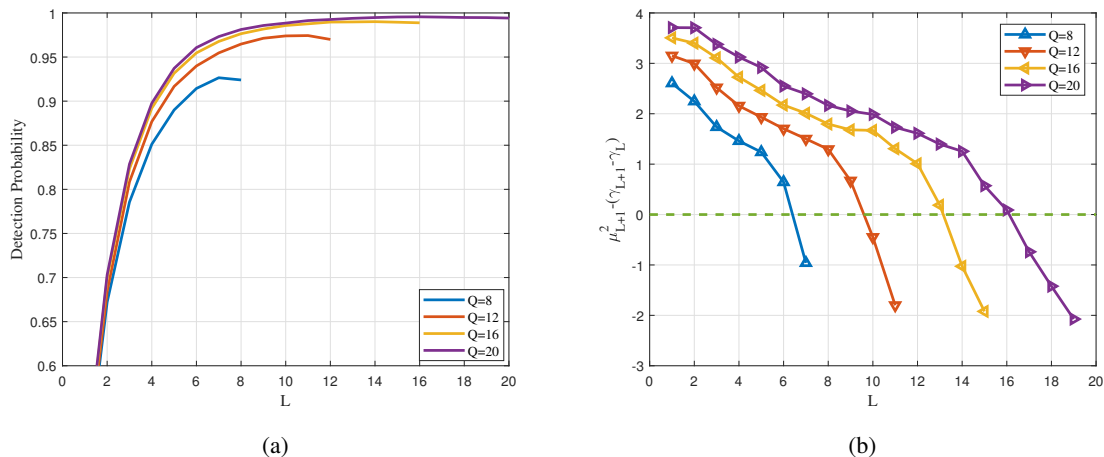 1
0.95
0.9
0.85
0.8
0.75
0.7
0.65
0.6
Detection Probability
0 2 4 6 8 10 12 14 16 18 20
L
Q=8
Q=12
Q=16
Q=20
(a)
4
3
2
1
0
-1
-2
-3
μ²_{L+1}-(γ_{L+1}-γ_L)
0 2 4 6 8 10 12 14 16 18 20
L
Q=8
Q=12
Q=16
Q=20
(b)